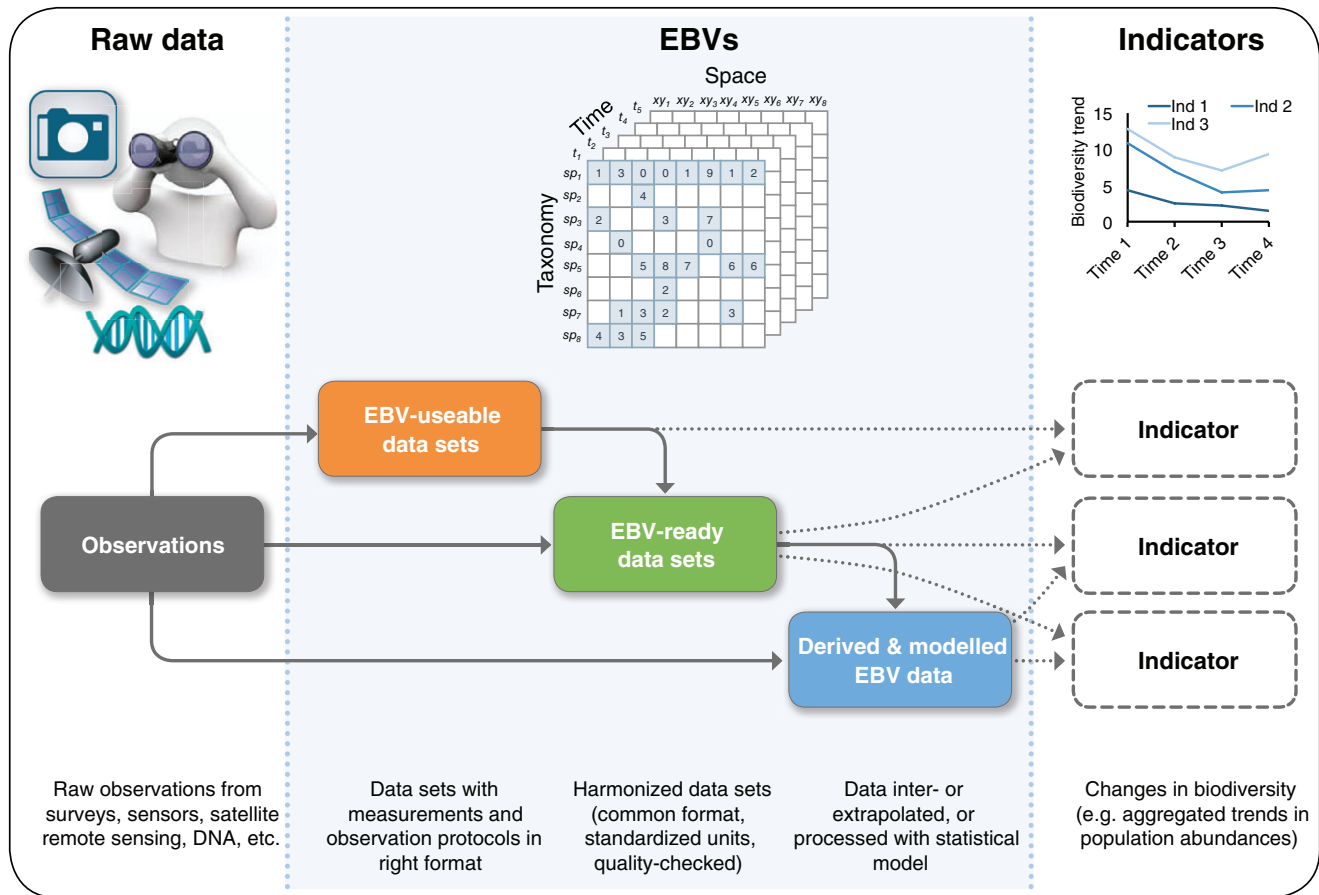 Raw data
EBVs
Indicators
Space
Time
Taxonomy
t5 xy1 xy2 xy3 xy4 xy5 xy6 xy7 xy8
t4
t3
t2
t1
sp1 1 3 0 0 1 9 1 2
sp2 4
sp3 2 3 7
sp4 0 0
sp5 5 8 7 6 6
sp6 2
sp7 1 3 2 3
sp8 4 3 5
Biodiversity trend
15
10
5
0
Ind 1 Ind 2
Ind 3
Time 1 Time 2 Time 3 Time 4
EBV-useable
data sets
Indicator
Observations
EBV-ready
data sets
Indicator
Derived & modelled
EBV data
Indicator
Raw observations from
surveys, sensors, satellite
remote sensing, DNA, etc.
Data sets with
measurements and
observation protocols in
right format
Harmonized data sets
(common format,
standardized units,
quality-checked)
Data inter- or
extrapolated, or
processed with statistical
model
Changes in biodiversity
(e.g. aggregated trends in
population abundances)